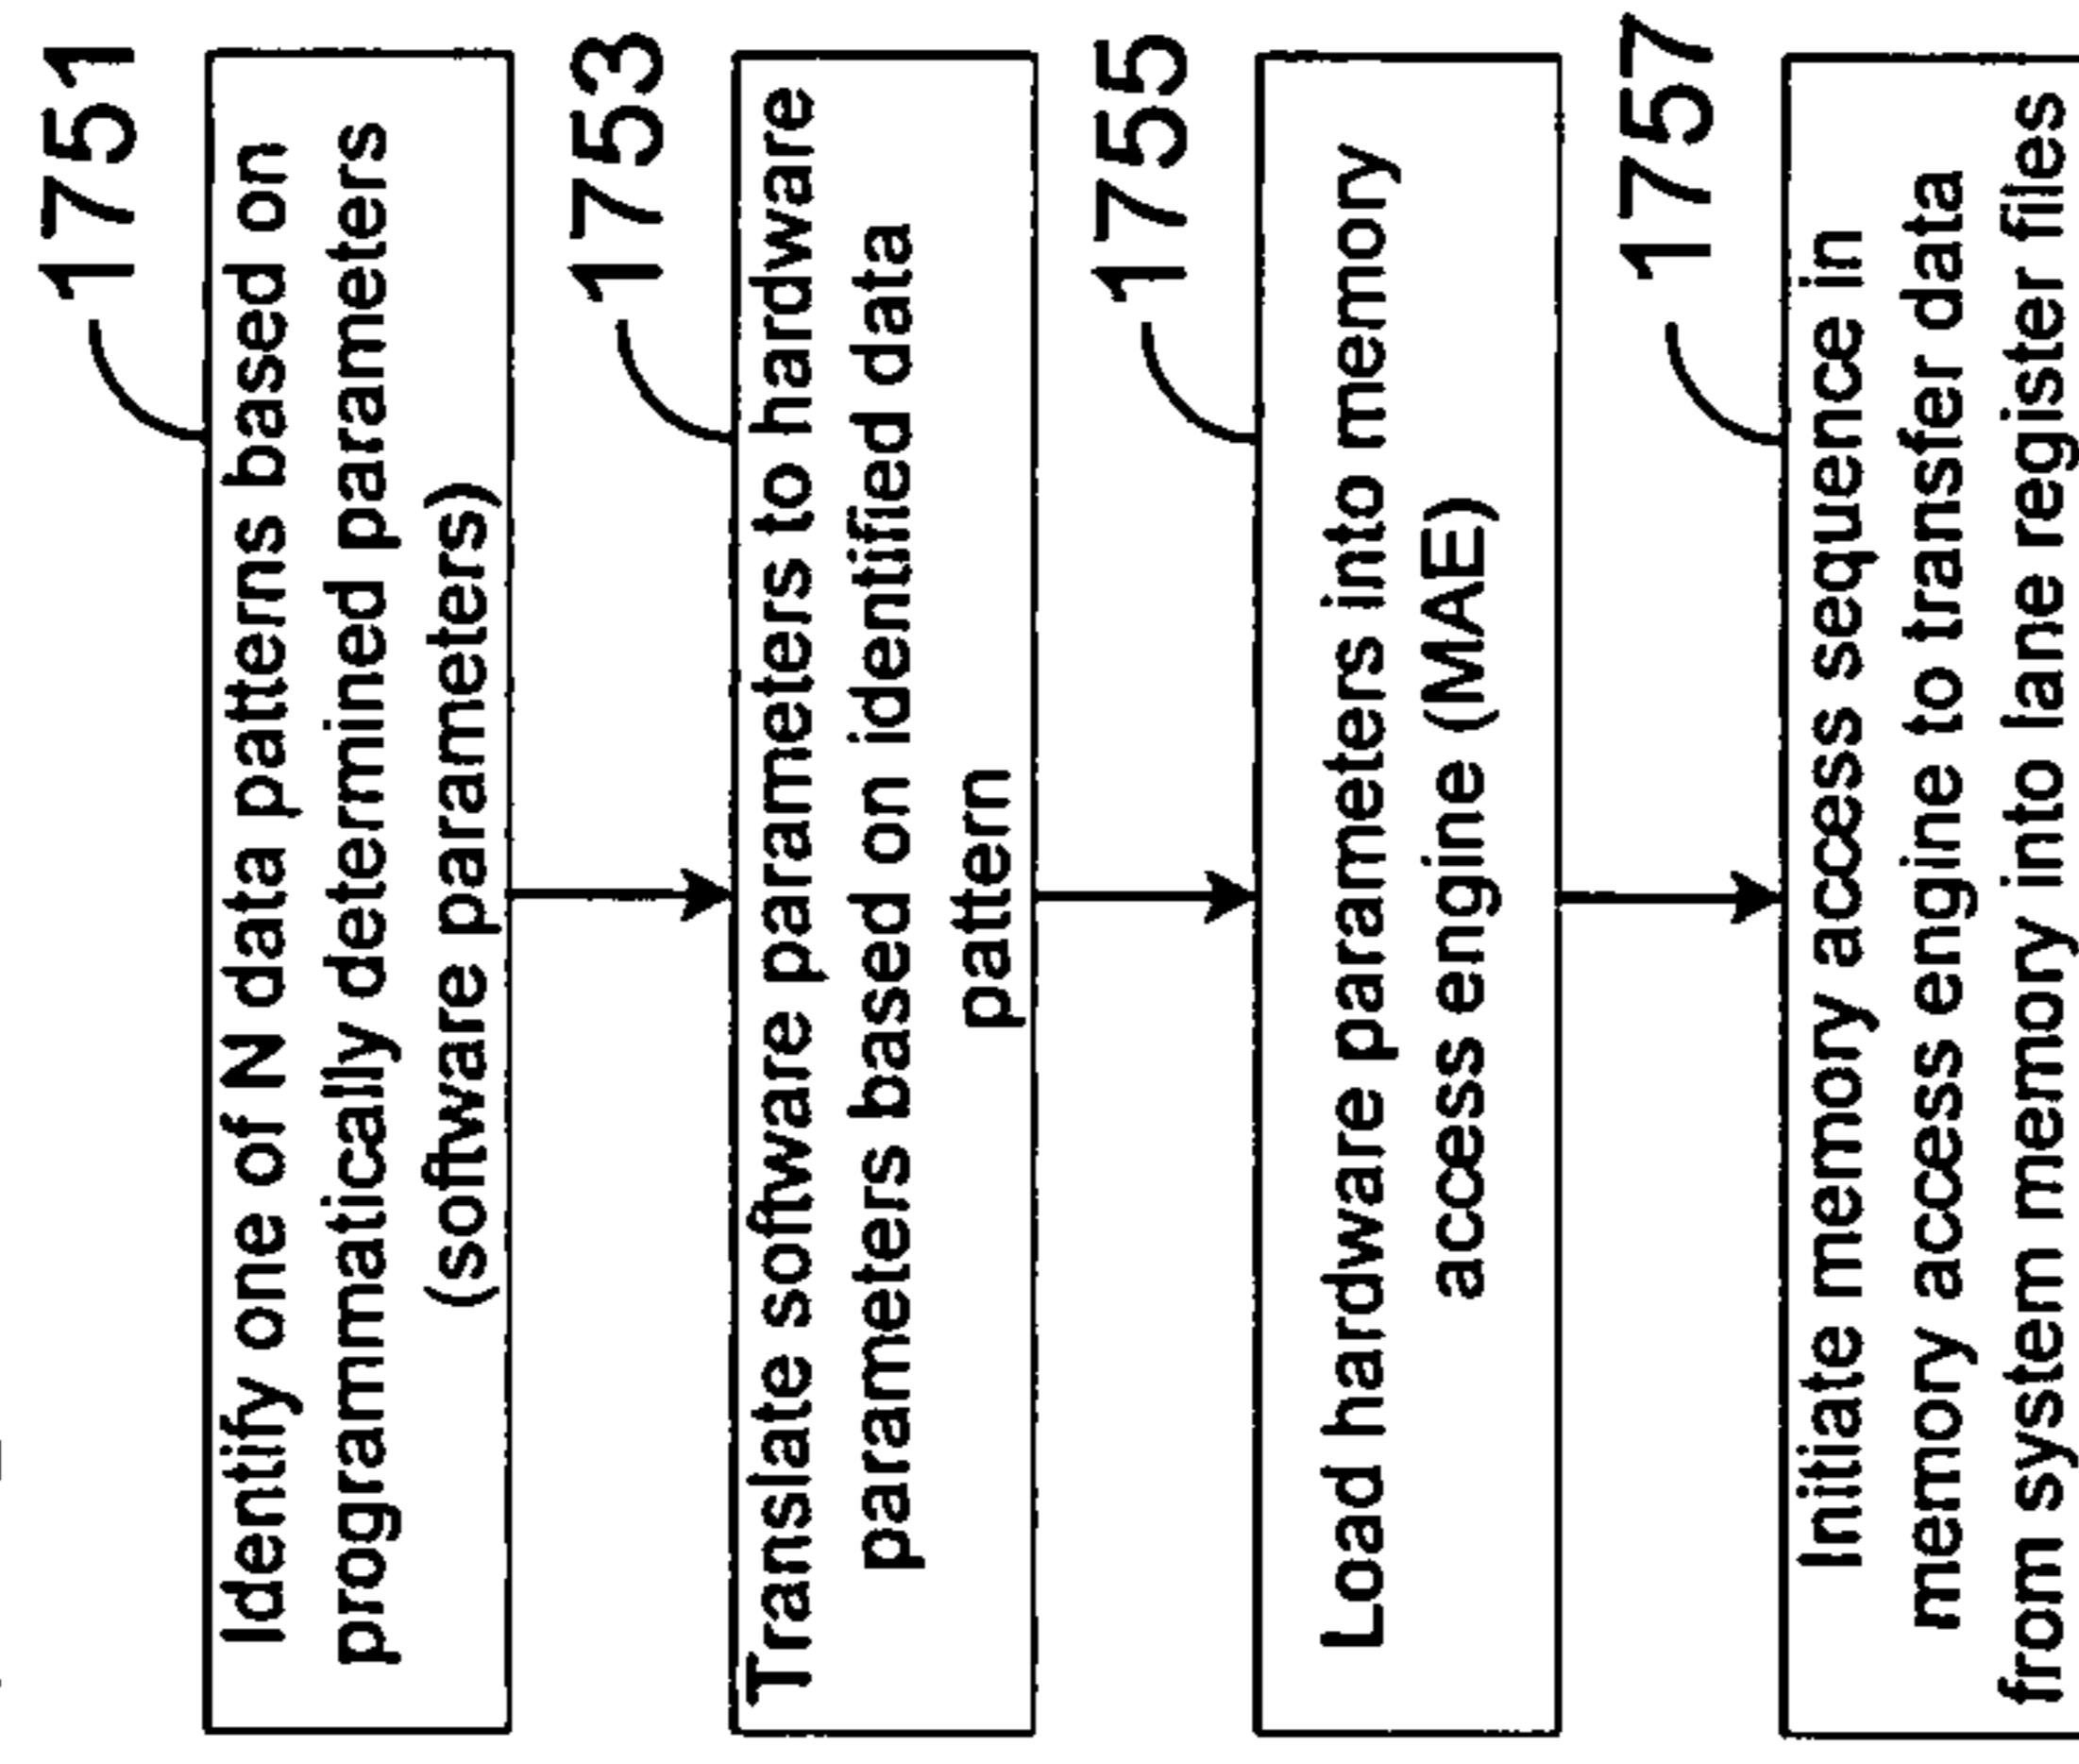 1751
Identify one of N data patterns based on
programmatically determined parameters
(software parameters)
1753
Translate software parameters to hardware
parameters based on identified data
pattern
1755
Load hardware parameters into memory
access engine (MAE)
1757
Initiate memory access sequence in
memory access engine to transfer data
from system memory into lane register files